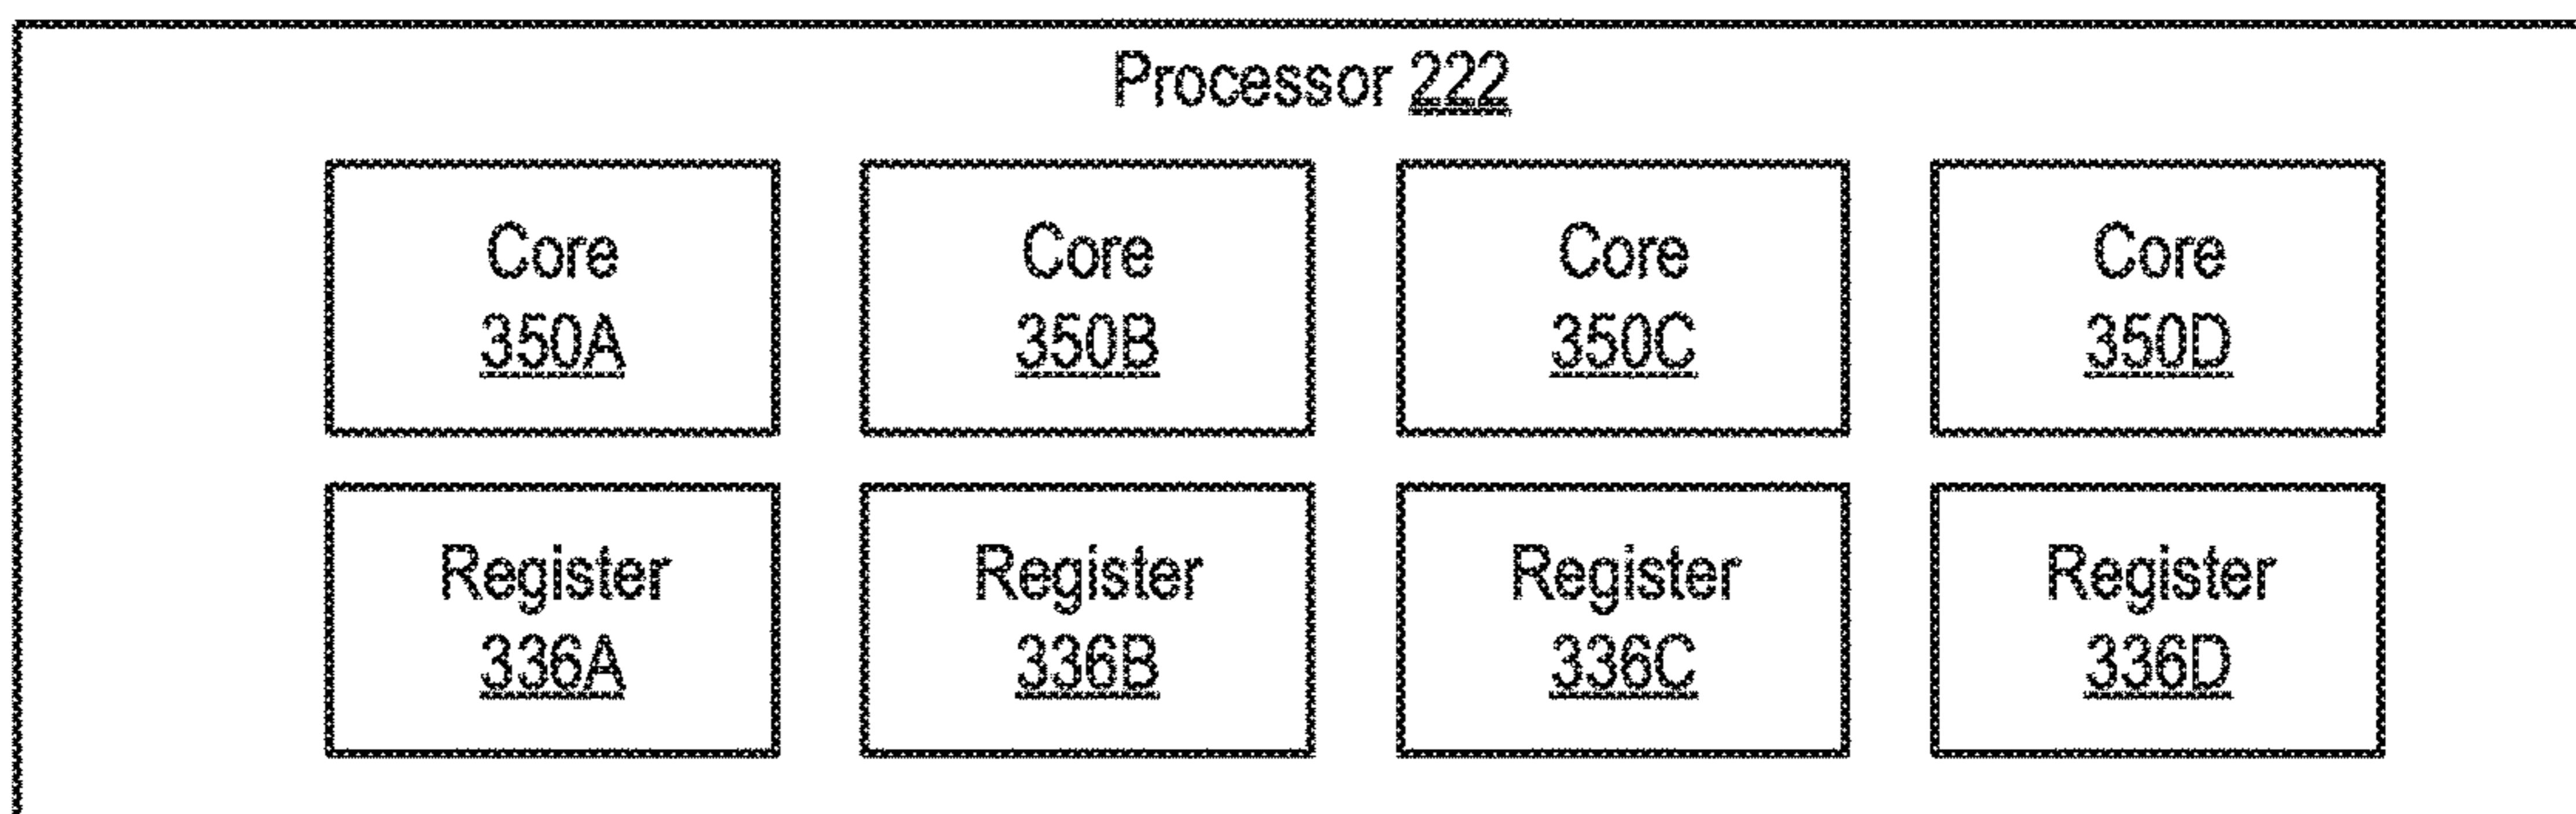 Processor 222
Core
350A
Core
350B
Core
350C
Core
350D
Register
336A
Register
336B
Register
336C
Register
336D